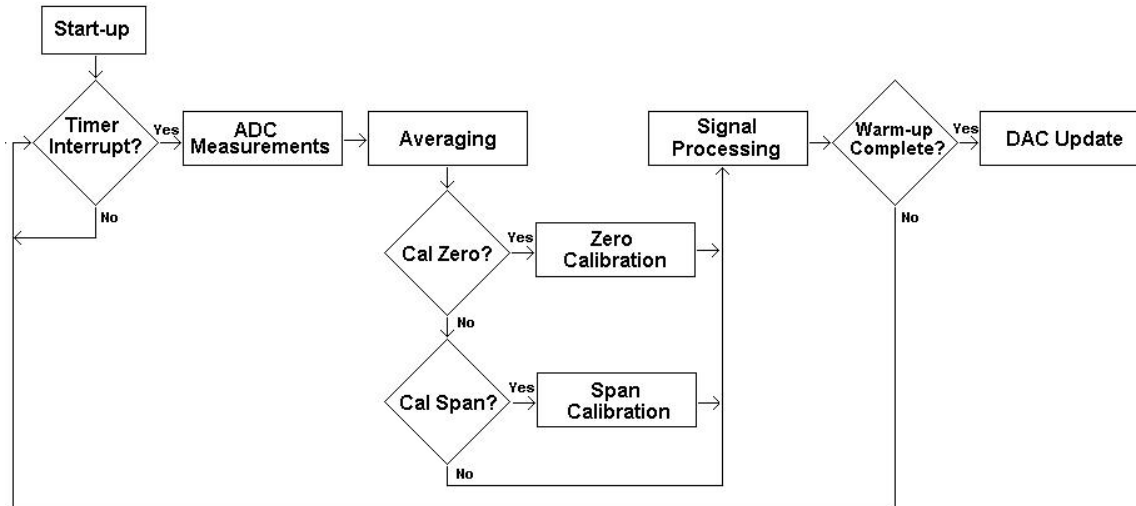 Start-up
Timer
Interrupt?
Yes
No
ADC
Measurements
Averaging
Cal Zero?
Yes
Zero
Calibration
No
Cal Span?
Yes
Span
Calibration
No
Signal
Processing
Warm-up
Complete?
Yes
No
DAC Update